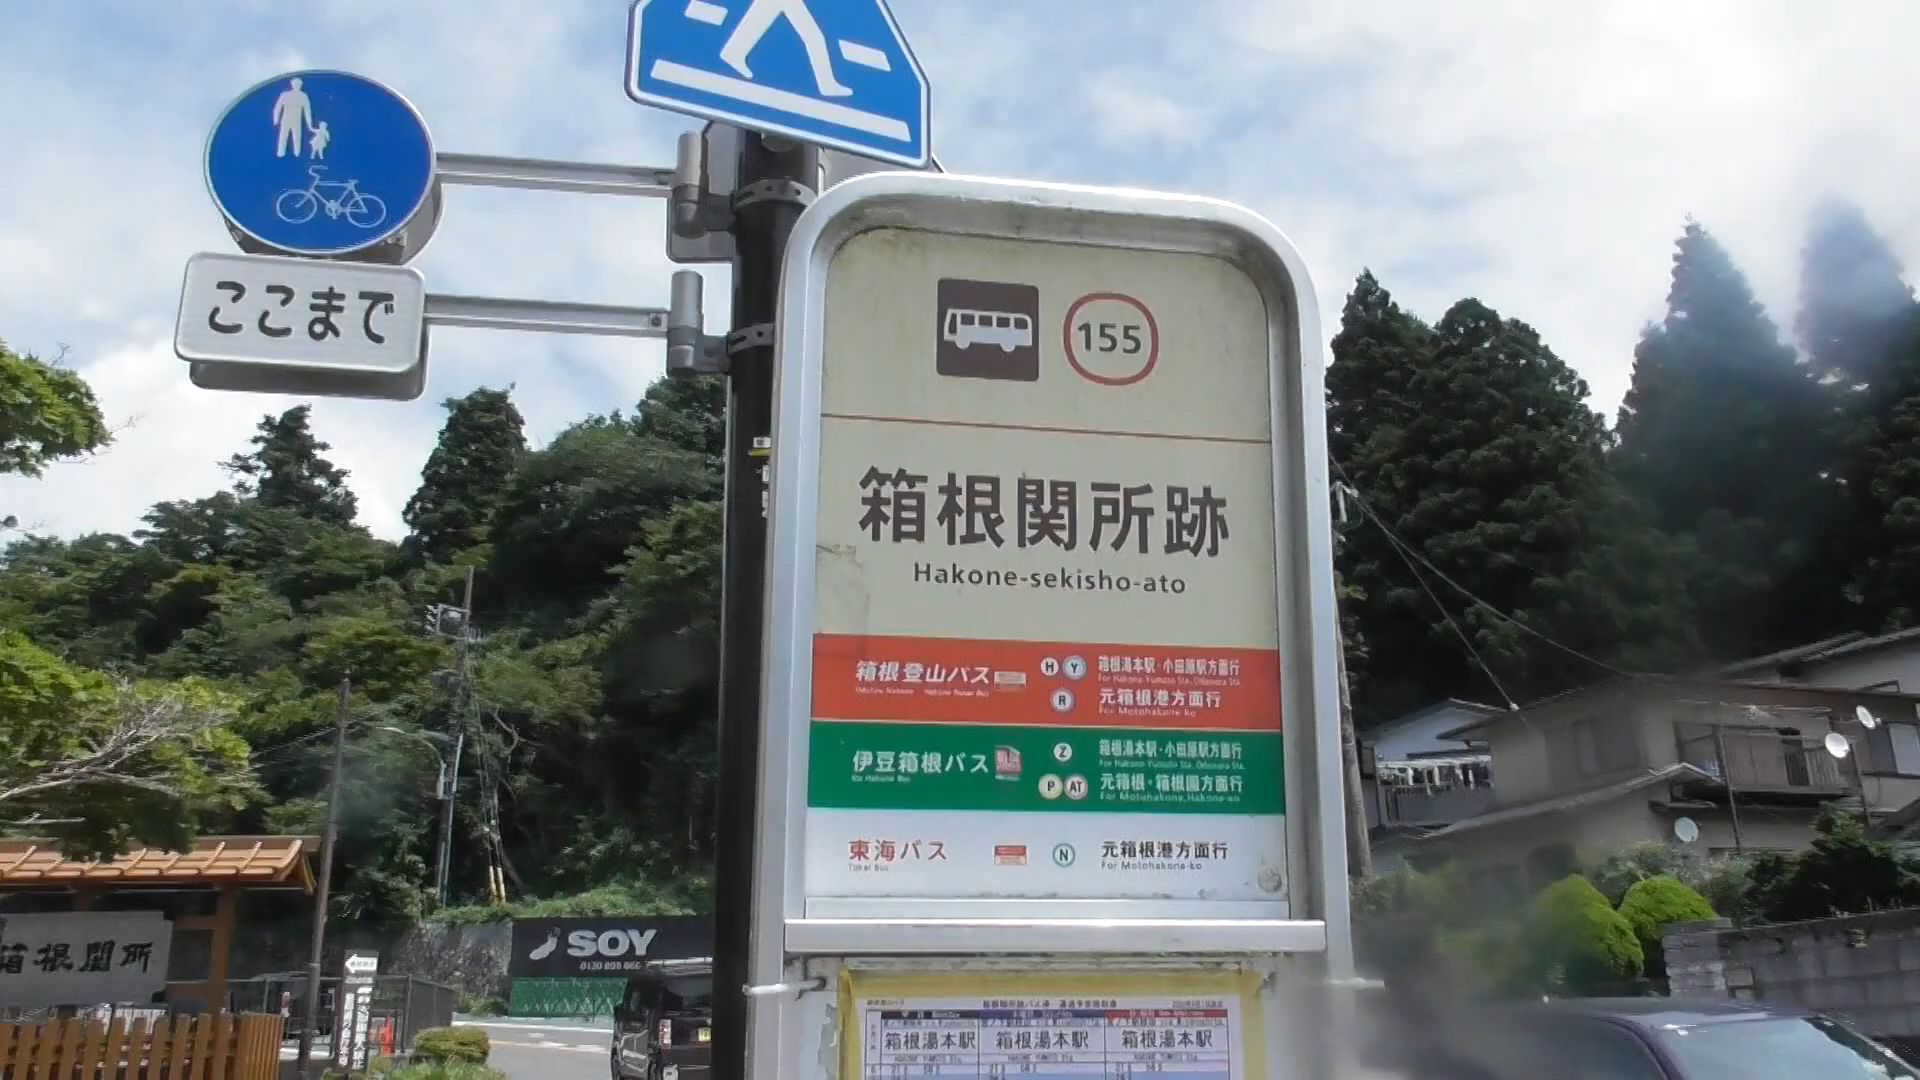 ここまで
155
箱根関所跡
Hakone-sekisho-ato
箱根登山バス
H Y 箱根湯本駅・小田原駅方面行
For Hakone-Yumoto Sta. Odawara Sta.
R 元箱根港方面行
For Motohakone-ko
伊豆箱根バス
Izu Hakone Bus
Z 箱根湯本駅・小田原駅方面行
For Hakone-Yumoto Sta. Odawara Sta.
P AT 元箱根・箱根園方面行
For Motohakone, Hakone-en
東海バス
Tokai Bus
N 元箱根港方面行
For Motohakone-ko
箱根関所
SOY
箱根湯本駅 箱根湯本駅 箱根湯本駅